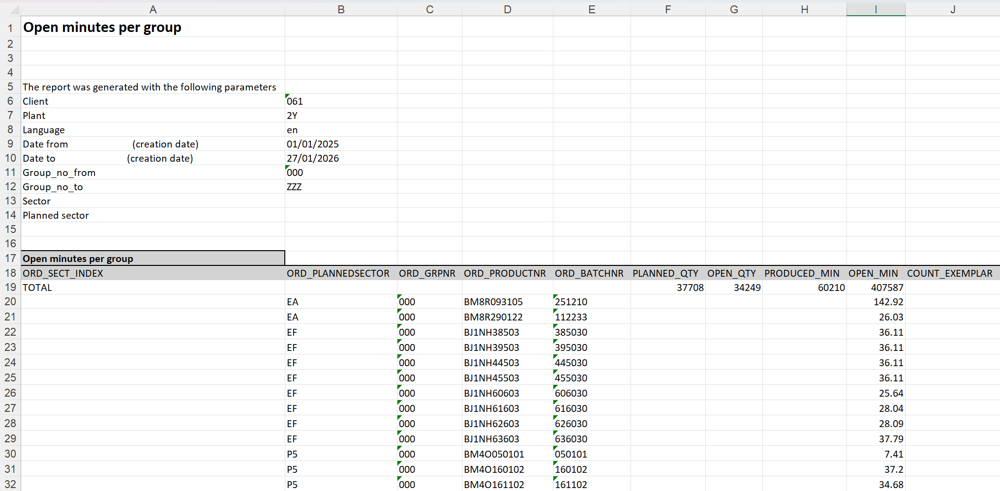 A B C D E F G H I J
1 Open minutes per group
2
3
4
5 The report was generated with the following parameters
6 Client 061
7 Plant 2Y
8 Language en
9 Date from (creation date) 01/01/2025
10 Date to (creation date) 27/01/2026
11 Group_no_from 000
12 Group_no_to ZZZ
13 Sector
14 Planned sector
15
16
17 Open minutes per group
18 ORD_SECT_INDEX ORD_PLANNEDSECTOR ORD_GRPNR ORD_PRODUCTNR ORD_BATCHNR PLANNED_QTY OPEN_QTY PRODUCED_MIN OPEN_MIN COUNT_EXEMPLAR
19 TOTAL 37708 34249 60210 407587
20 EA 000 BM8R093105 251210 142.92
21 EA 000 BM8R290122 112233 26.03
22 EF 000 BJ1NH38503 385030 36.11
23 EF 000 BJ1NH39503 395030 36.11
24 EF 000 BJ1NH44503 445030 36.11
25 EF 000 BJ1NH45503 455030 36.11
26 EF 000 BJ1NH60603 606030 25.64
27 EF 000 BJ1NH61603 616030 28.04
28 EF 000 BJ1NH62603 626030 28.09
29 EF 000 BJ1NH63603 636030 37.79
30 P5 000 BM4O050101 050101 7.41
31 P5 000 BM4O160102 160102 37.2
32 P5 000 BM4O161102 161102 34.68